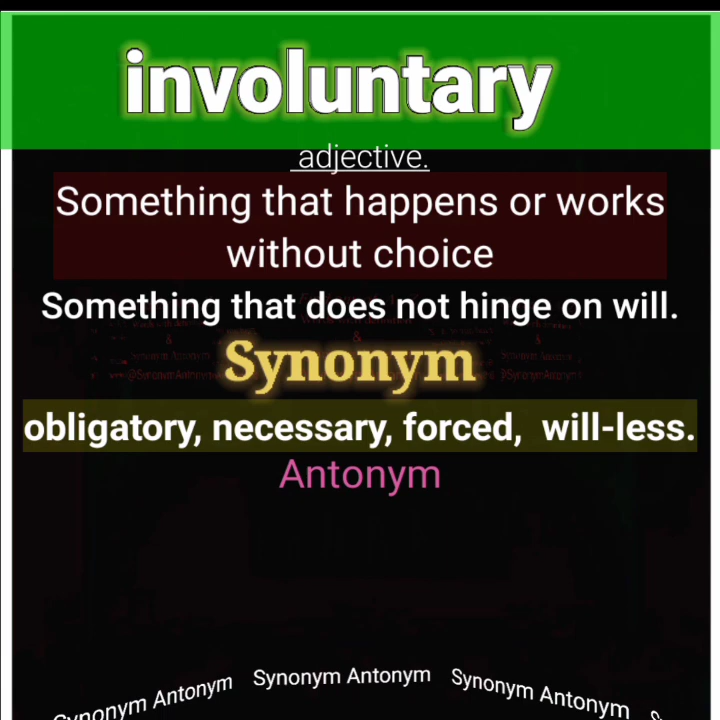 involuntary
adjective.
Something that happens or works
without choice
Something that does not hinge on will.
Synonym
obligatory, necessary, forced, will-less.
Antonym
Synonym Antonym Synonym Antonym Synonym Antonym